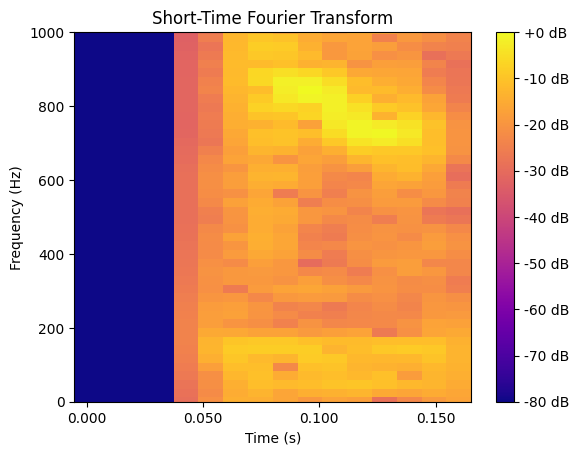 Short-Time Fourier Transform
1000
800
600
400
200
0
Frequency (Hz)
0.000
0.050
0.100
0.150
Time (s)
+0 dB
-10 dB
-20 dB
-30 dB
-40 dB
-50 dB
-60 dB
-70 dB
-80 dB